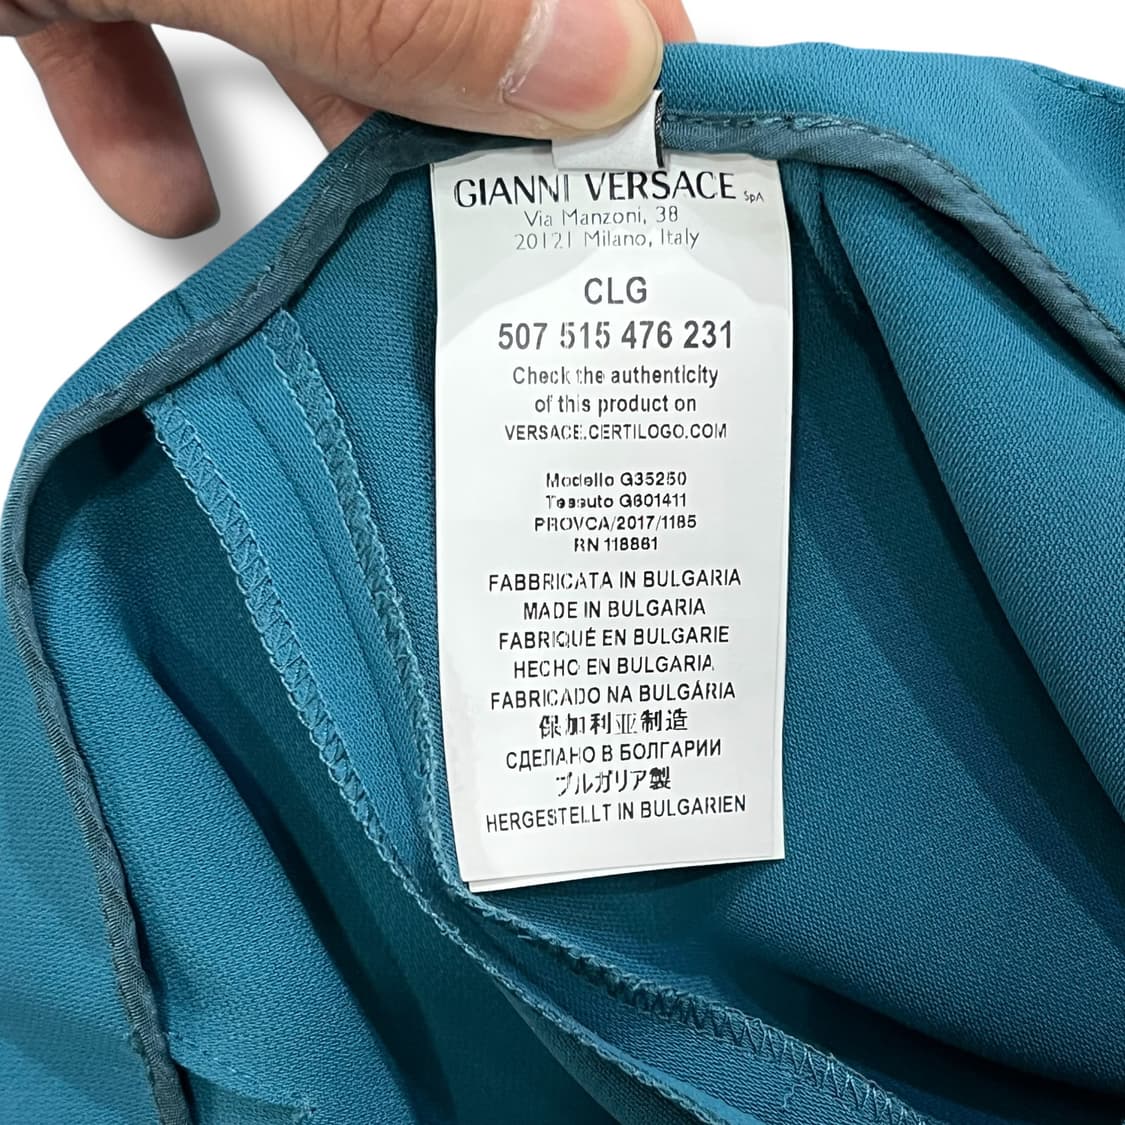 GIANNI VERSACE SpA
Via Manzoni, 38
20121 Milano, Italy
CLG
507 515 476 231
Check the authenticity
of this product on
VERSACE.CERTILOGO.COM
Modello G35250
Tessuto G601411
PROVCA/2017/1185
RN 118861
FABBRICATA IN BULGARIA
MADE IN BULGARIA
FABRIQUÉ EN BULGARIE
HECHO EN BULGARIA
FABRICADO NA BULGÁRIA
保加利亚制造
СДЕЛАНО В БОЛГАРИИ
ブルガリア製
HERGESTELLT IN BULGARIEN